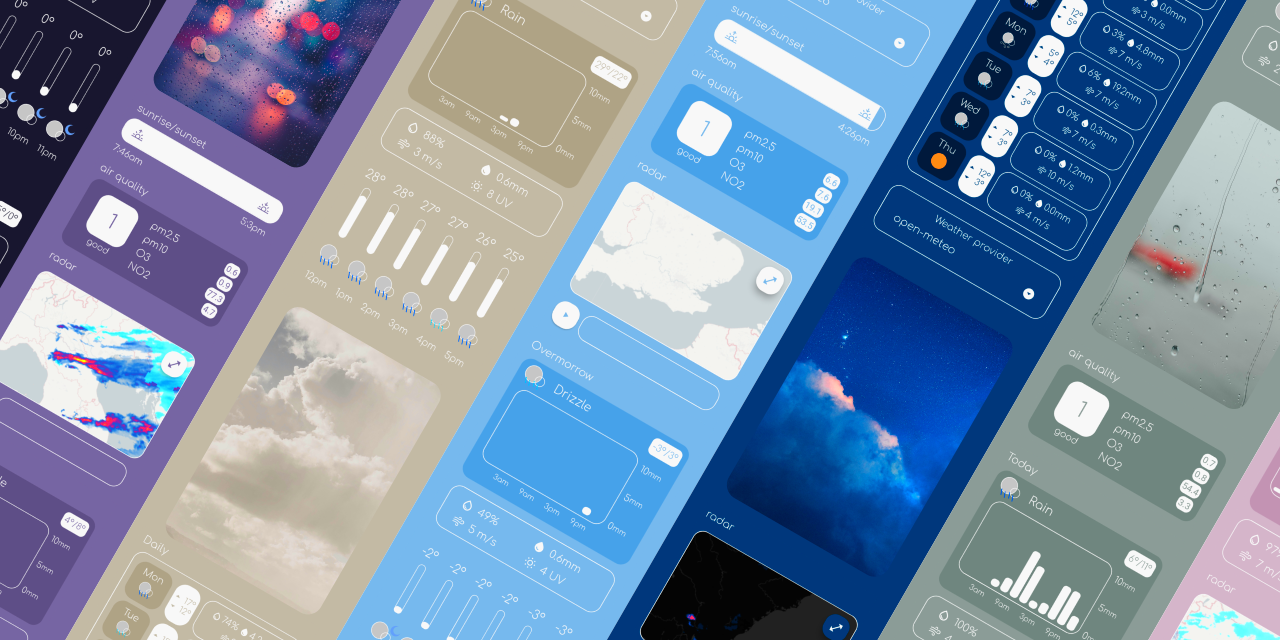 0°
0°
0°
10pm
11pm
sunrise/sunset
7:46am
5:3pm
air quality
1
good
pm2.5
pm10
O3
NO2
0.6
0.9
77.3
4.7
radar
4°/8°
10mm
5mm
0mm
Rain
29°/22°
10mm
5mm
0mm
3am
9am
3pm
9pm
88%
3 m/s
0.6mm
8 UV
28°
28°
27°
27°
26°
25°
12pm
1pm
2pm
3pm
4pm
5pm
Daily
Mon
17°
12°
74%
Tue
sunrise/sunset
7:56am
4:26pm
air quality
1
good
pm2.5
pm10
O3
NO2
6.6
7.6
19.1
53.5
radar
Overmorrow
Drizzle
-3°/3°
10mm
5mm
0mm
3am
9am
3pm
9pm
49%
5 m/s
0.6mm
4 UV
-2°
-2°
-2°
-2°
-3°
-3°
12°
5°
0.0mm
3 m/s
Mon
5°
4°
3%
4.8mm
7 m/s
Tue
7°
3°
6%
192mm
7 m/s
Wed
7°
3°
0%
0.3mm
7 m/s
Thu
12°
3°
0%
1.2mm
10 m/s
0%
0.0mm
4 m/s
Weather provider
open-meteo
radar
air quality
1
good
pm2.5
pm10
O3
NO2
0.7
0.8
54.4
3.3
Today
Rain
6°/11°
10mm
5mm
3am
9am
3pm
9pm
100%
radar